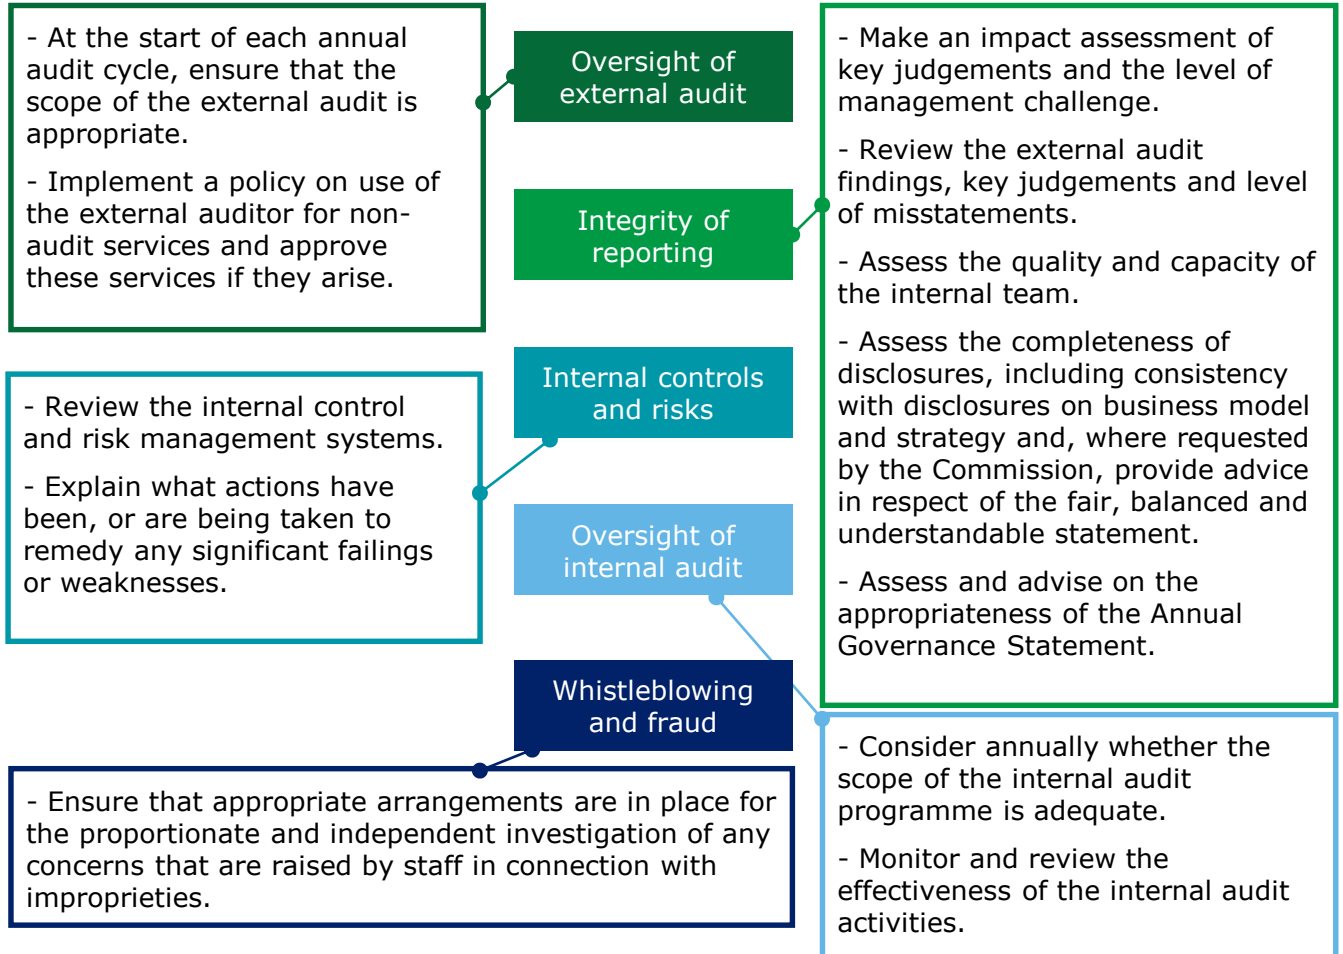 - At the start of each annual
audit cycle, ensure that the
scope of the external audit is
appropriate.
- Implement a policy on use of
the external auditor for non-
audit services and approve
these services if they arise.
Oversight of
external audit
Integrity of
reporting
- Make an impact assessment of
key judgements and the level of
management challenge.
- Review the external audit
findings, key judgements and level
of misstatements.
- Assess the quality and capacity of
the internal team.
- Assess the completeness of
disclosures, including consistency
with disclosures on business model
and strategy and, where requested
by the Commission, provide advice
in respect of the fair, balanced and
understandable statement.
- Assess and advise on the
appropriateness of the Annual
Governance Statement.
Internal controls
and risks
- Review the internal control
and risk management systems.
- Explain what actions have
been, or are being taken to
remedy any significant failings
or weaknesses.
Oversight of
internal audit
- Consider annually whether the
scope of the internal audit
programme is adequate.
- Monitor and review the
effectiveness of the internal audit
activities.
Whistleblowing
and fraud
- Ensure that appropriate arrangements are in place for
the proportionate and independent investigation of any
concerns that are raised by staff in connection with
improprieties.